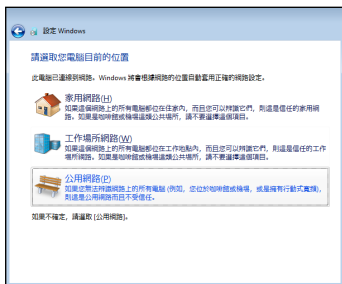 設定 Windows
請選取您電腦目前的位置
此電腦已連線到網路。Windows 將會根據網路的位置自動套用正確的網路設定。
家用網路(H)
如果這個網路上的所有電腦都位在住家內，而且您可以辨識它們，則這是信任的家用網
路。如果是咖啡館或機場這類公共場所，請不要選擇這個項目。
工作場所網路(W)
如果這個網路上的所有電腦都位在工作地點內，而且您可以辨識它們，則這是信任的工作
場所網路。如果是咖啡館或機場這類公共場所，請不要選擇這個項目。
公用網路(P)
如果您無法辨識網路上的所有電腦 (例如，您位於咖啡館或機場，或是擁有行動式寬頻)，
則這是公用網路而且不受信任。
如果不確定，請選取 [公用網路]。